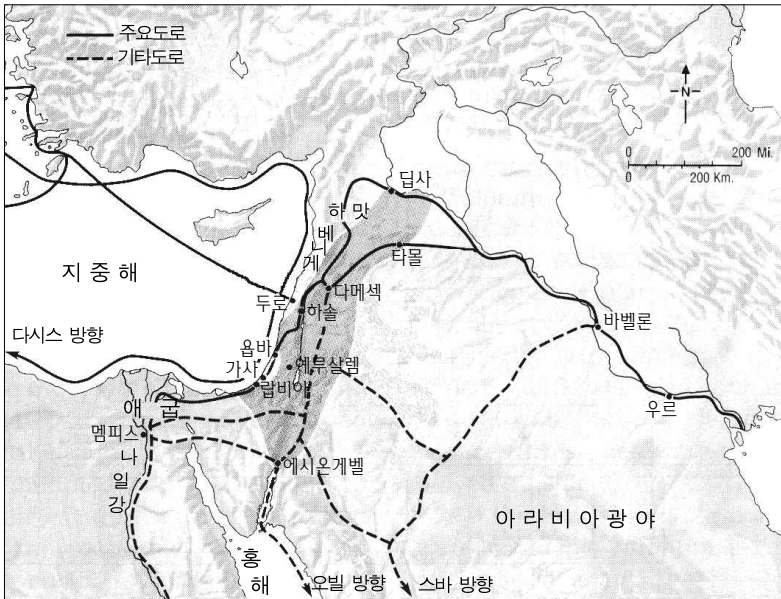 주요도로
기타도로
N
0 200 Mi.
0 200 Km.
딥사
하 맛
베니게
타몰
지 중 해
두로
다메섹
하솔
다시스 방향
욥바
바벨론
가사
예루살렘
랍비아
애 굽
우르
멤피스
나일강
에시온게벨
아 라 비 아 광 야
홍해
오빌 방향
스바 방향